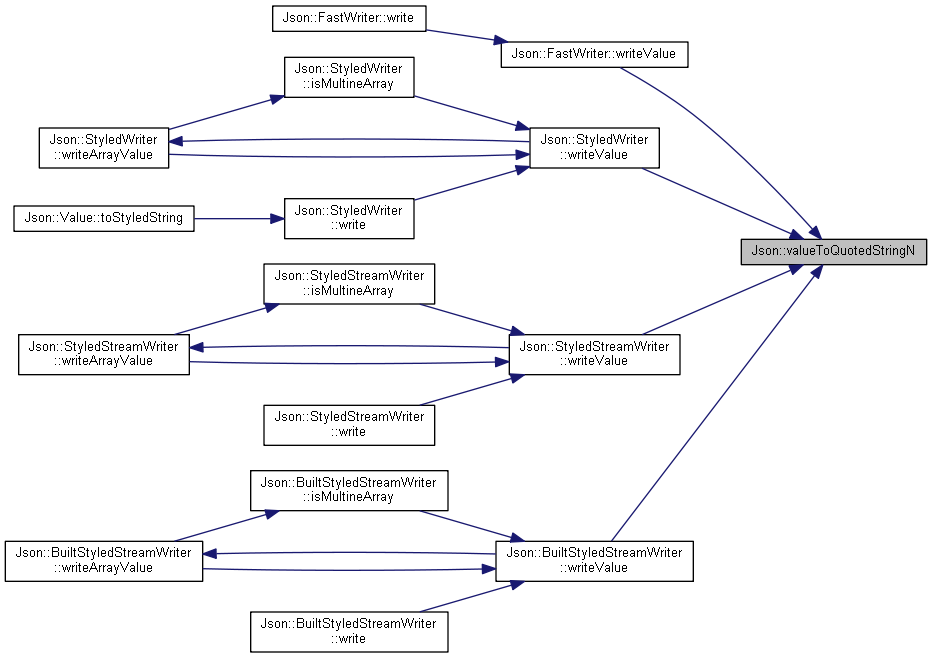 Json::FastWriter::write
Json::FastWriter::writeValue
Json::StyledWriter
::isMultineArray
Json::StyledWriter
::writeArrayValue
Json::StyledWriter
::writeValue
Json::Value::toStyledString
Json::StyledWriter
::write
Json::valueToQuotedStringN
Json::StyledStreamWriter
::isMultineArray
Json::StyledStreamWriter
::writeArrayValue
Json::StyledStreamWriter
::writeValue
Json::StyledStreamWriter
::write
Json::BuiltStyledStreamWriter
::isMultineArray
Json::BuiltStyledStreamWriter
::writeArrayValue
Json::BuiltStyledStreamWriter
::writeValue
Json::BuiltStyledStreamWriter
::write